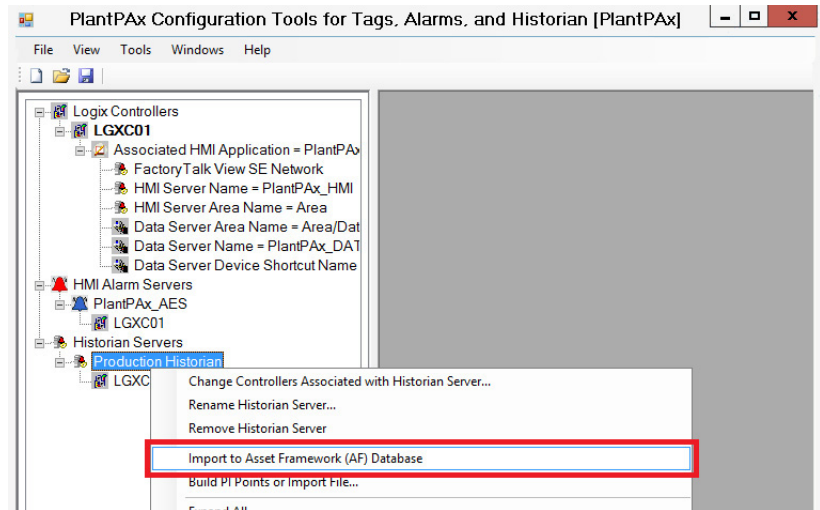 PlantPAx Configuration Tools for Tags, Alarms, and Historian [PlantPAx]
File View Tools Windows Help
Logix Controllers
LGXC01
Associated HMI Application = PlantPAx
FactoryTalk View SE Network
HMI Server Name = PlantPAx_HMI
HMI Server Area Name = Area
Data Server Area Name = Area/Dat
Data Server Name = PlantPAx_DAT
Data Server Device Shortcut Name
HMI Alarm Servers
PlantPAx_AES
LGXC01
Historian Servers
Production Historian
LGXC
Change Controllers Associated with Historian Server...
Rename Historian Server...
Remove Historian Server
Import to Asset Framework (AF) Database
Build PI Points or Import File...
Expand All